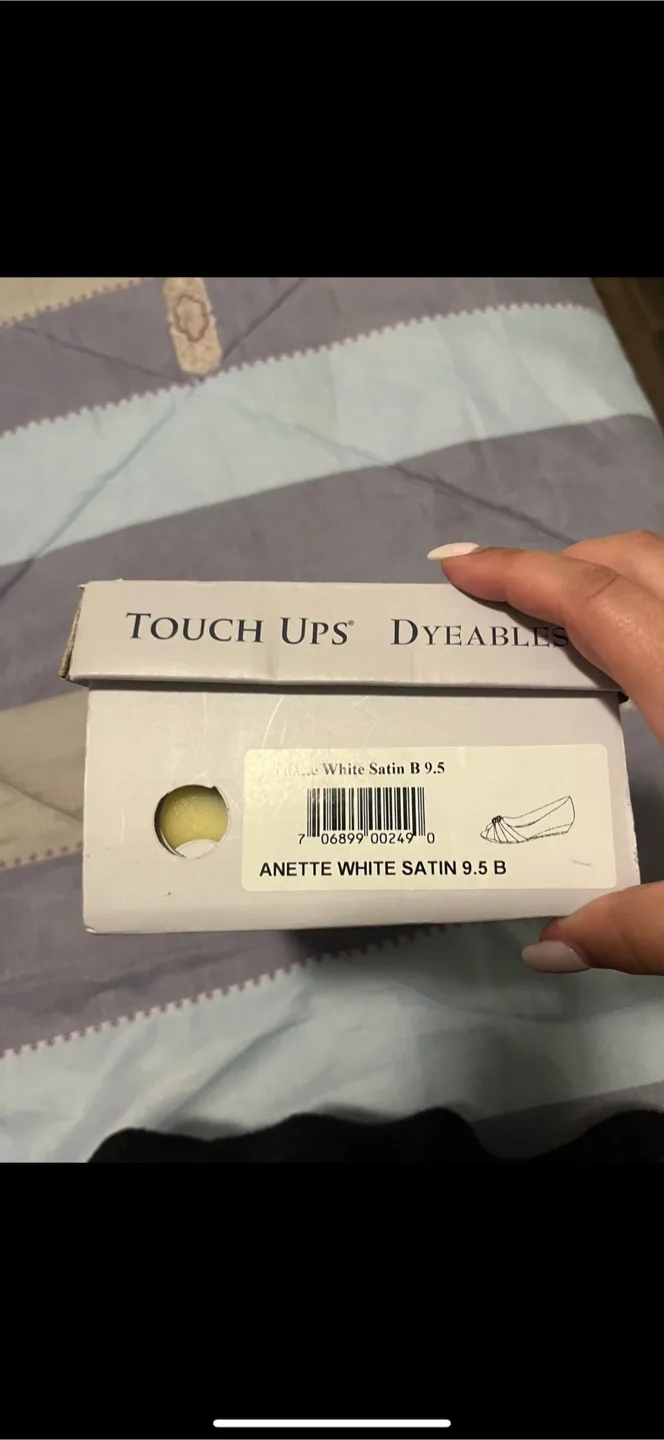 TOUCH UPS® DYEABLES
White Satin B 9.5
7 06899 00249 0
ANETTE WHITE SATIN 9.5 B